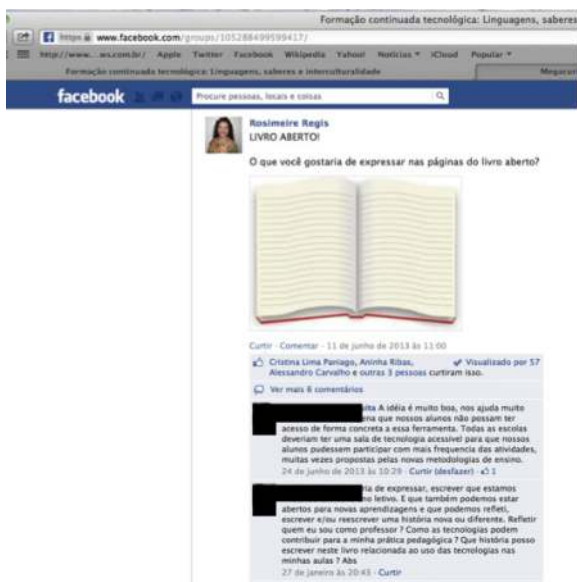 Formação continuada tecnológica: Linguagens, saberes
https www.facebook.com/groups/105288499599417/
Apple Twitter Facebook Wikipedia Yahoo! Notícias iCloud Popular
Formação continuada tecnológica: Linguagens, saberes e interculturalidade
facebook Procure pessoas, locais e coisas
Rosimeire Regis
LIVRO ABERTO!
O que você gostaria de expressar nas páginas do livro aberto?
Curtir · Comentar · 11 de junho de 2013 às 11:00
Cristina Lima Paniago, Aninha Ribas, Visualizado por 57
Alessandro Carvalho e outras 3 pessoas curtiram isso.
Ver mais 6 comentários
A idéia é muito boa, nos ajuda muito
que nossos alunos não possam ter
acesso de forma concreta a essa ferramenta. Todas as escolas
deveriam ter uma sala de tecnologia acessível para que nossos
alunos pudessem participar com mais frequencia das atividades,
muitas vezes propostas pelas novas metodologias de ensino.
24 de junho de 2013 às 10:29 · Curtir (desfazer) · 1
de expressar, escrever que estamos
letivo. E que também podemos estar
abertos para novas aprendizagens e que podemos refleti,
escrever e/ou reescrever uma história nova ou diferente. Refletir
quem eu sou como professor ? Como as tecnologias podem
contribuir para a minha prática pedagógica ? Que história posso
escrever neste livro relacionada ao uso das tecnologias nas
minhas aulas ? Abs
27 de janeiro às 20:45 · Curtir